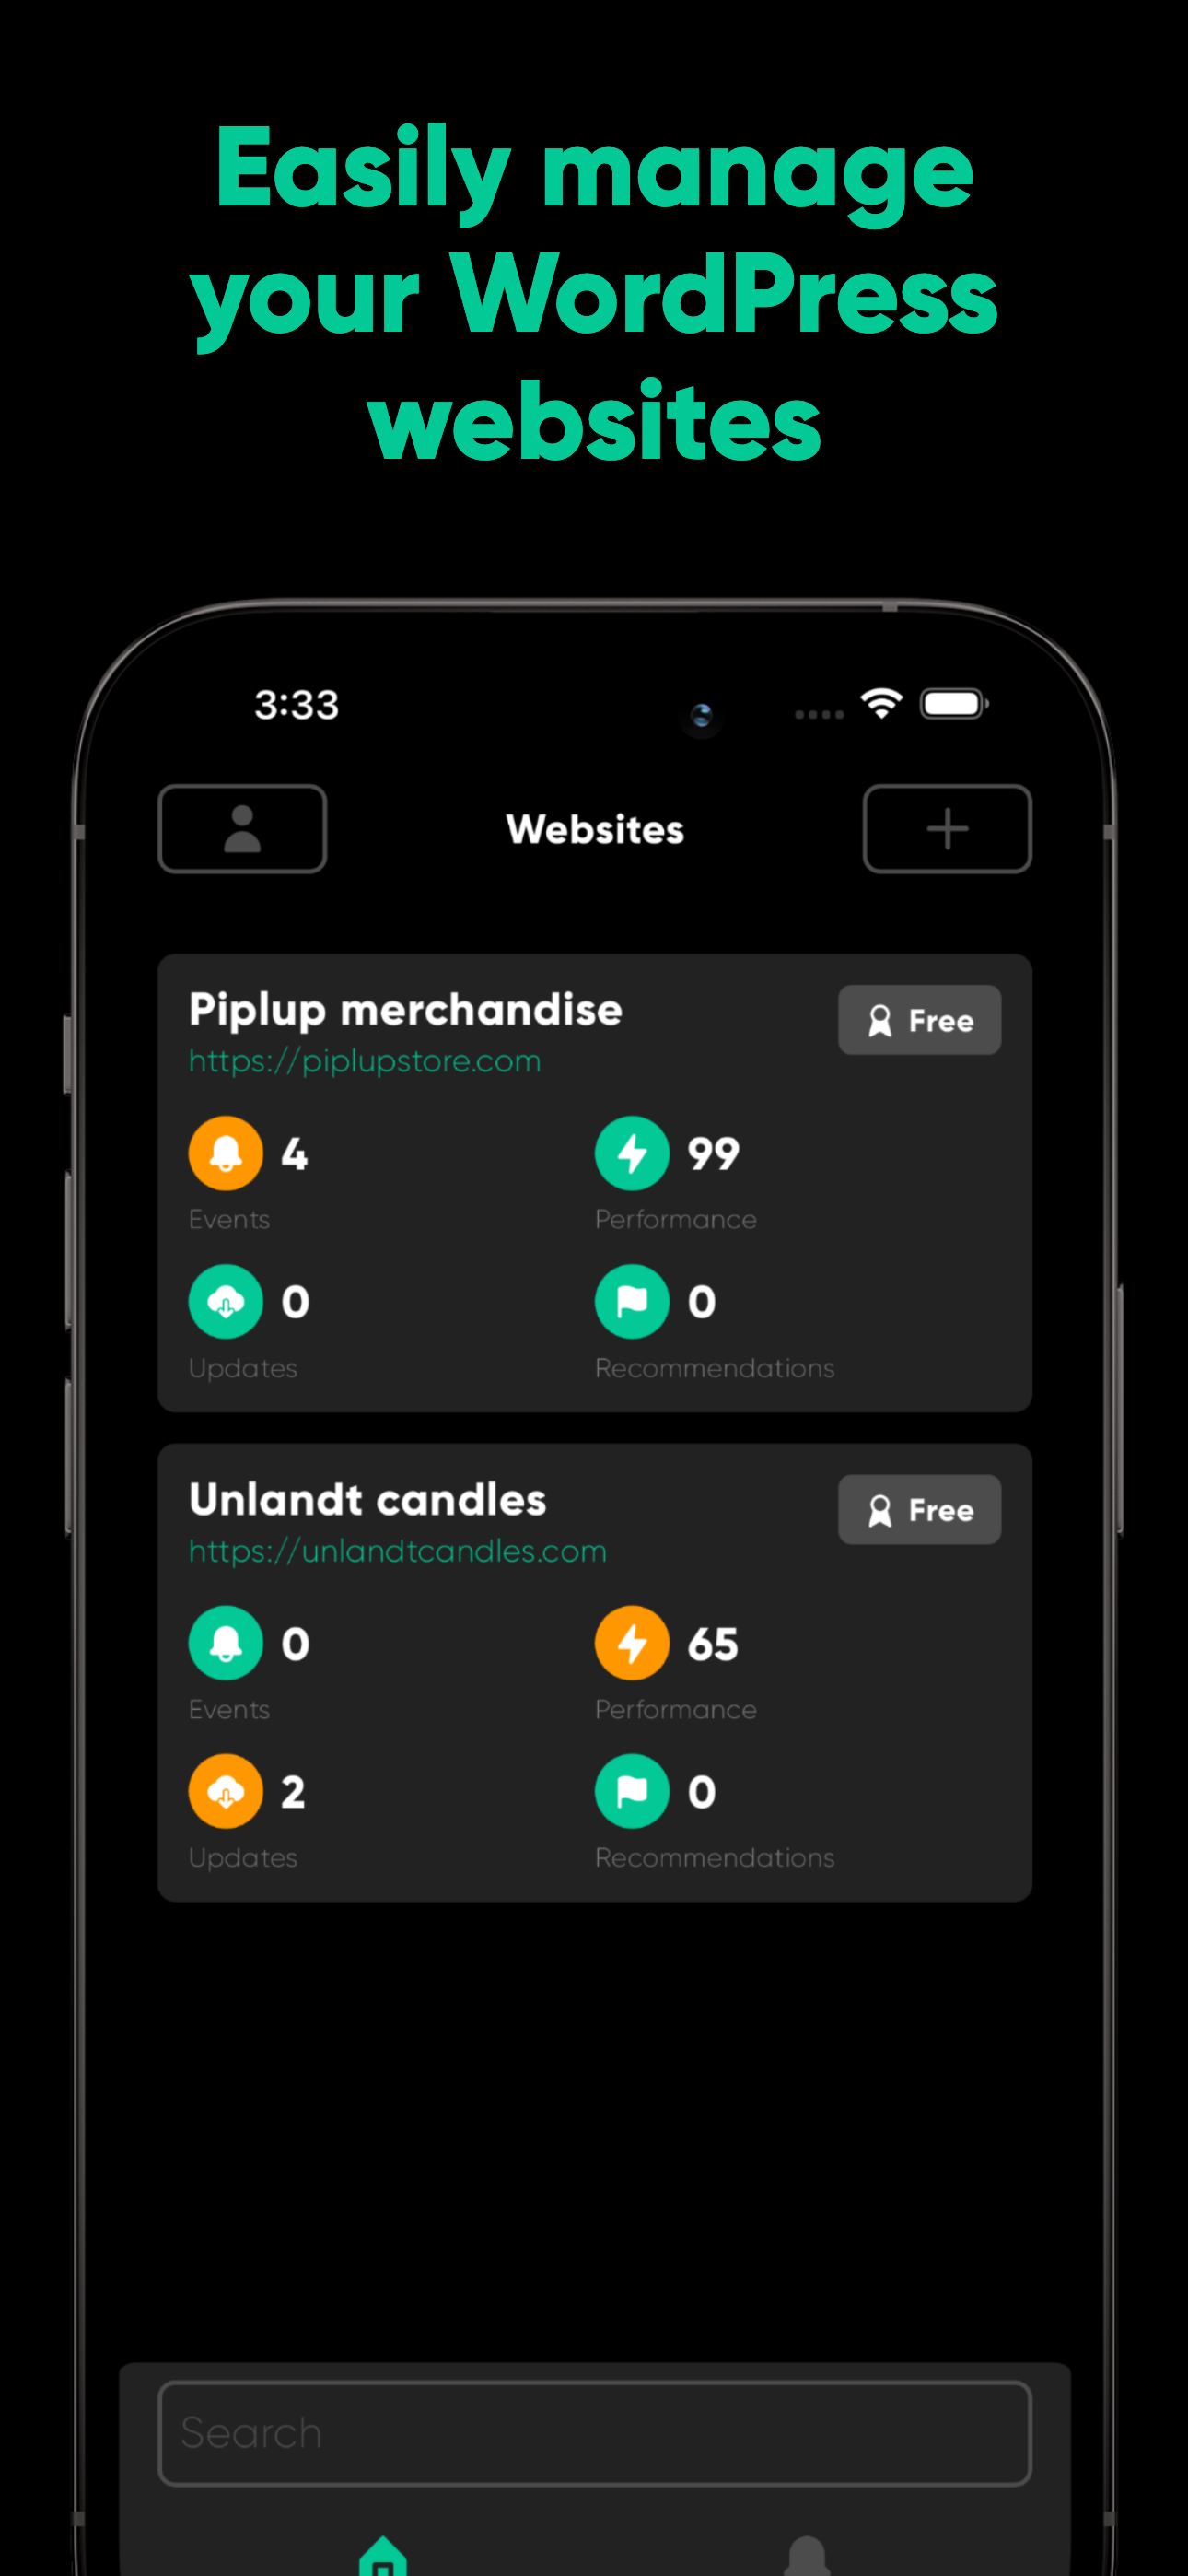 Easily manage
your WordPress
websites
3:33
Websites
Piplup merchandise
Free
https://piplupstore.com
4
99
Events
Performance
0
0
Updates
Recommendations
Unlandt candles
Free
https://unlandtcandles.com
0
65
Events
Performance
2
0
Updates
Recommendations
Search